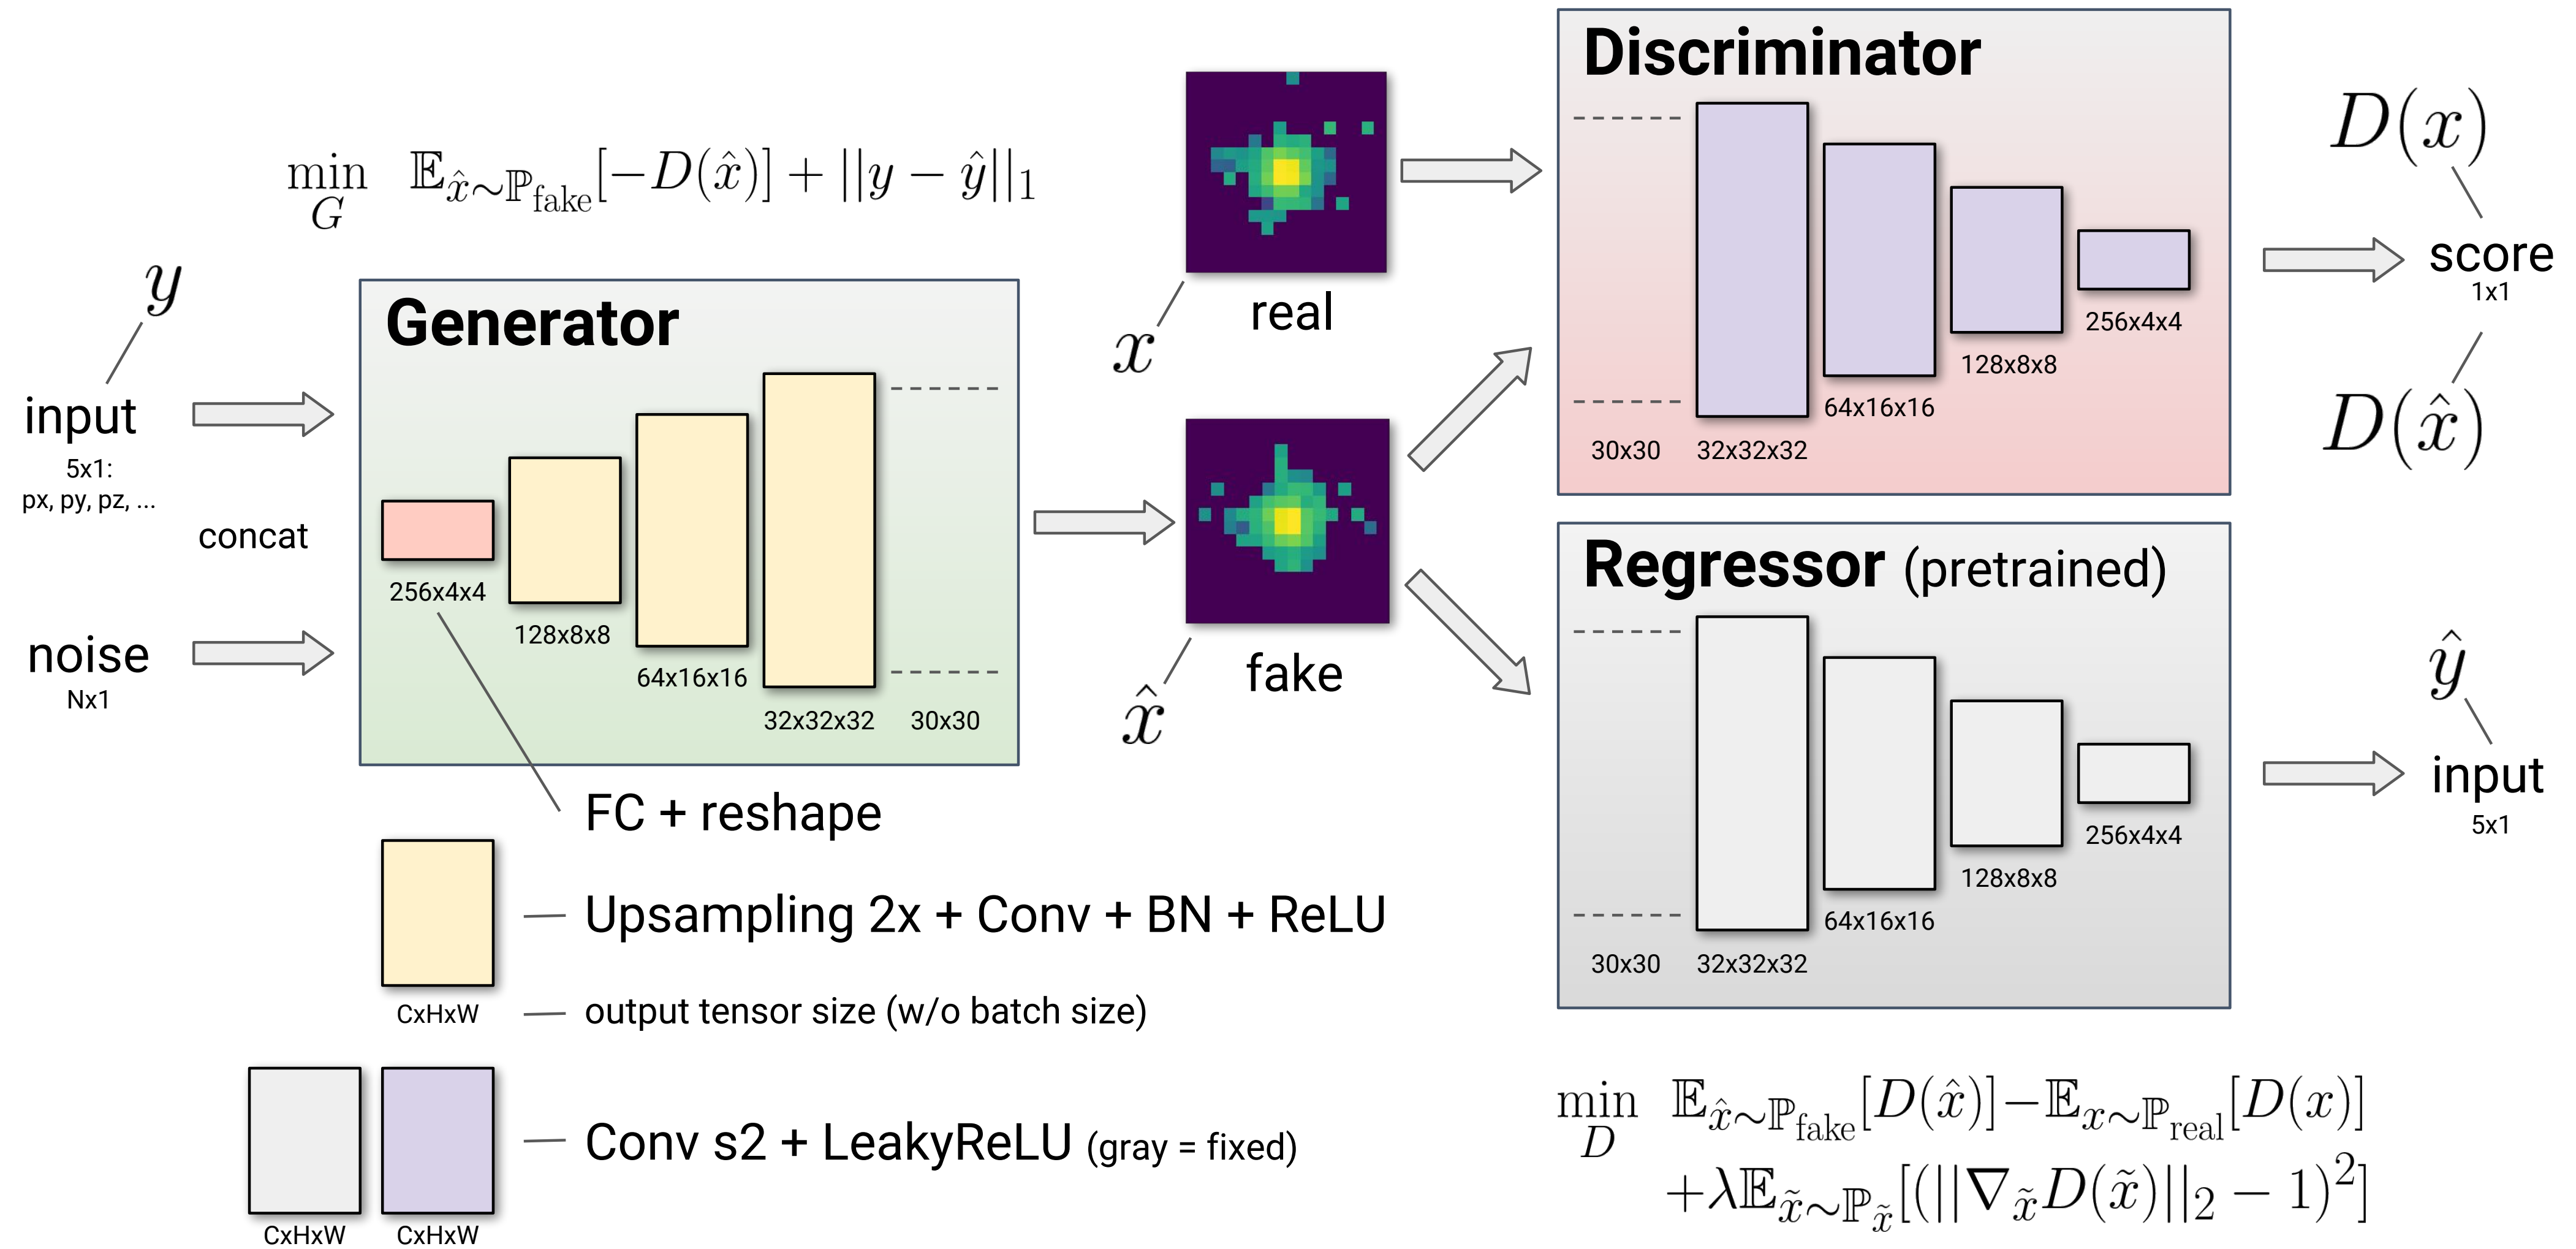 min_G 𝔼_{x̂∼ℙ_fake}[−D(x̂)] + ||y − ŷ||_1
y
input
5x1:
px, py, pz, ...
concat
noise
Nx1
Generator
256x4x4
128x8x8
64x16x16
32x32x32
30x30
FC + reshape
Upsampling 2x + Conv + BN + ReLU
CxHxW
output tensor size (w/o batch size)
Conv s2 + LeakyReLU (gray = fixed)
CxHxW
CxHxW
x
real
x̂
fake
Discriminator
30x30
32x32x32
64x16x16
128x8x8
256x4x4
D(x)
score
1x1
D(x̂)
Regressor (pretrained)
30x30
32x32x32
64x16x16
128x8x8
256x4x4
ŷ
input
5x1
min_D 𝔼_{x̂∼ℙ_fake}[D(x̂)]−𝔼_{x∼ℙ_real}[D(x)]
+λ𝔼_{x̃∼ℙ_x̃}[(||∇_x̃ D(x̃)||_2 − 1)^2]